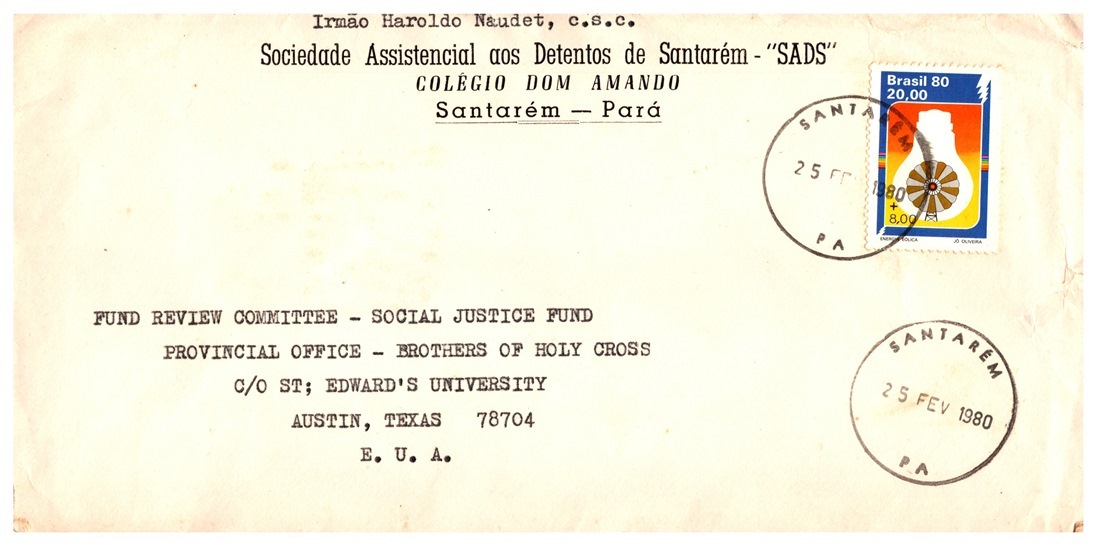 Irmão Haroldo Naudet, c.s.c.
Sociedade Assistencial aos Detentos de Santarém - "SADS"
COLÉGIO DOM AMANDO
Santarém — Pará
Brasil 80
20,00
+
8,00
ENERGIA EÓLICA JÔ OLIVEIRA
SANTARÉM
25 FEV 1980
PA
FUND REVIEW COMMITTEE - SOCIAL JUSTICE FUND
PROVINCIAL OFFICE - BROTHERS OF HOLY CROSS
C/O ST; EDWARD'S UNIVERSITY
AUSTIN, TEXAS 78704
E. U. A.
SANTARÉM
25 FEV 1980
PA